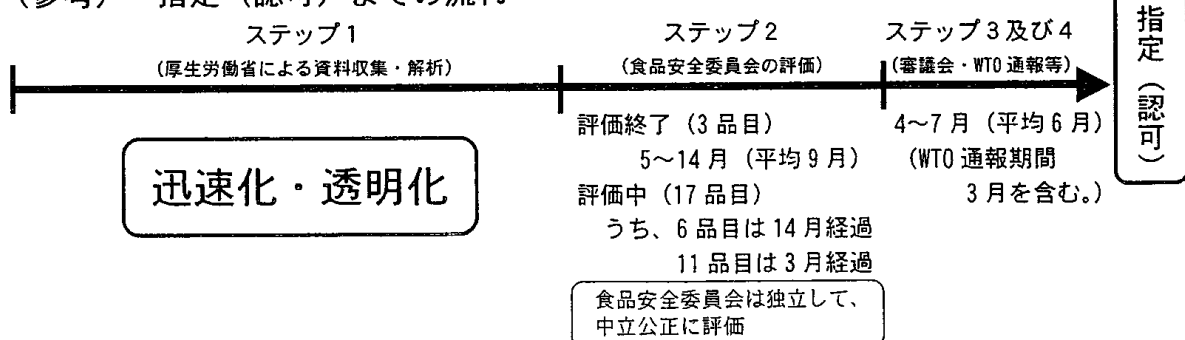 (参考) 指定(認可)までの流れ
ステップ1
(厚生労働省による資料収集・解析)
迅速化・透明化
ステップ2
(食品安全委員会の評価)
評価終了(3品目)
5~14月(平均9月)
評価中(17品目)
うち、6品目は14月経過
11品目は3月経過
食品安全委員会は独立して、
中立公正に評価
ステップ3及び4
(審議会・WTO通報等)
4~7月(平均6月)
(WTO通報期間
3月を含む。)
指定(認可)